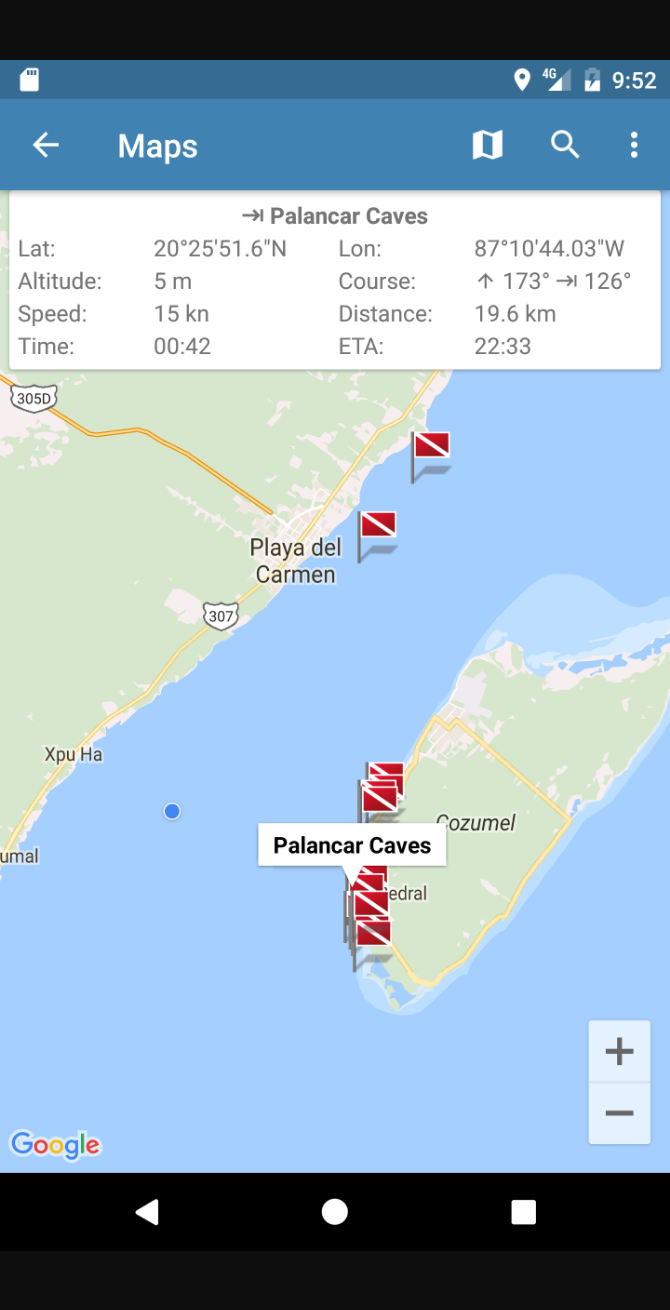 4G 9:52
Maps
⇥ Palancar Caves
Lat: 20°25'51.6"N Lon: 87°10'44.03"W
Altitude: 5 m Course: ↑ 173° ⇥ 126°
Speed: 15 kn Distance: 19.6 km
Time: 00:42 ETA: 22:33
305D
Playa del
Carmen
307
Xpu Ha
Cozumel
Palancar Caves
umal
edral
+
−
Google